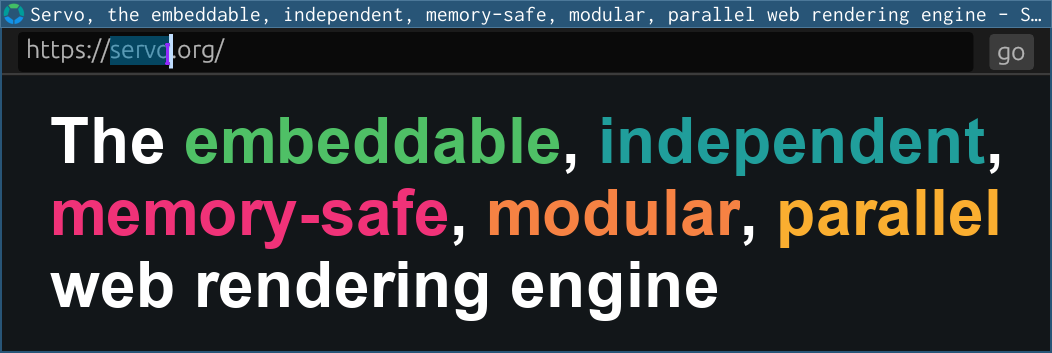 Servo, the embeddable, independent, memory-safe, modular, parallel web rendering engine - S…
https://servo.org/
go
The embeddable, independent,
memory-safe, modular, parallel
web rendering engine